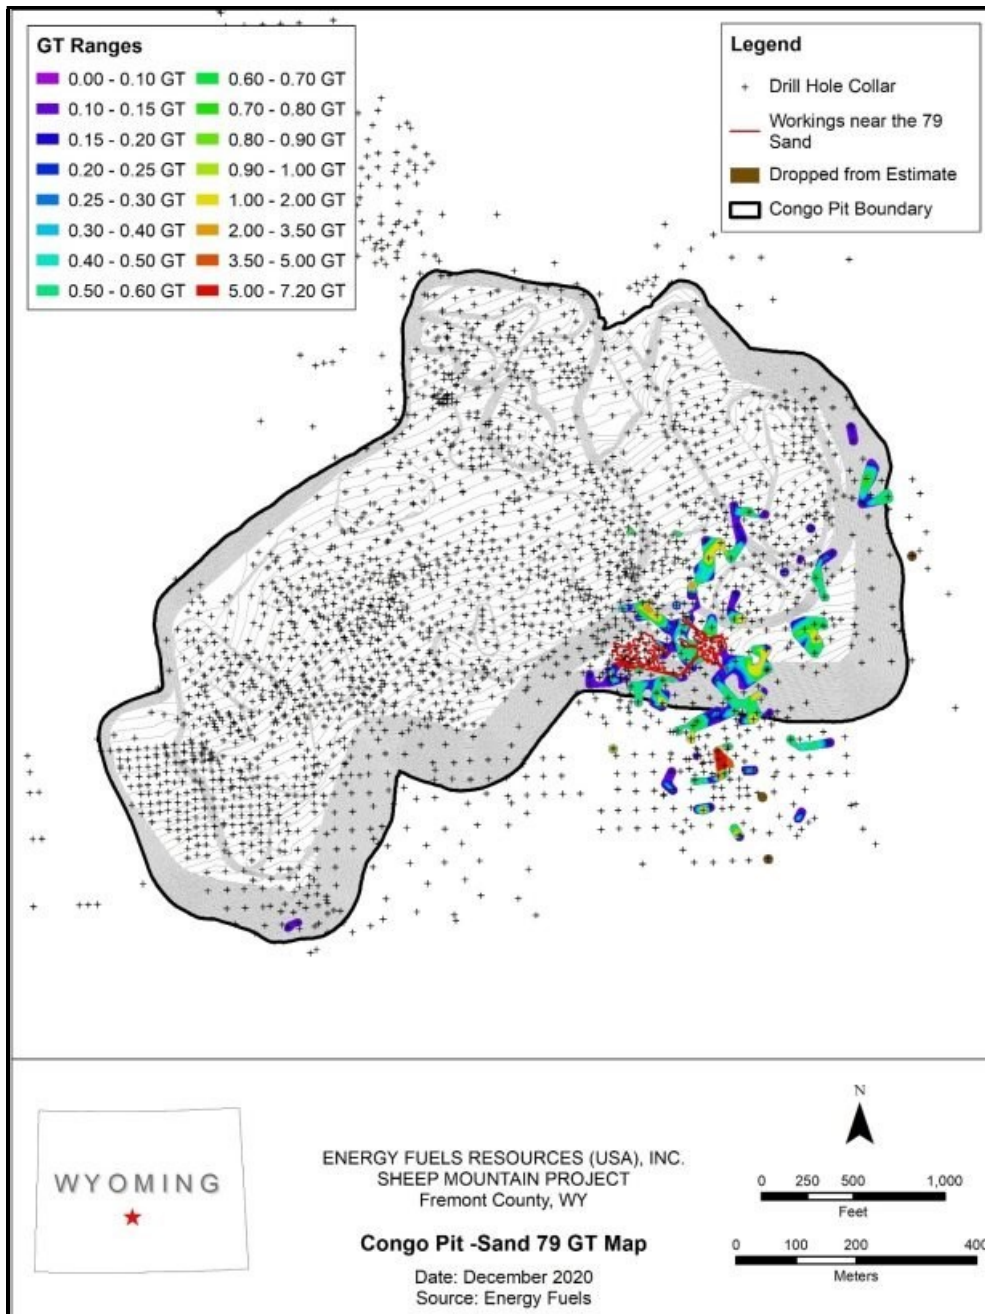 GT Ranges
0.00 - 0.10 GT
0.10 - 0.15 GT
0.15 - 0.20 GT
0.20 - 0.25 GT
0.25 - 0.30 GT
0.30 - 0.40 GT
0.40 - 0.50 GT
0.50 - 0.60 GT
0.60 - 0.70 GT
0.70 - 0.80 GT
0.80 - 0.90 GT
0.90 - 1.00 GT
1.00 - 2.00 GT
2.00 - 3.50 GT
3.50 - 5.00 GT
5.00 - 7.20 GT
Legend
Drill Hole Collar
Workings near the 79
Sand
Dropped from Estimate
Congo Pit Boundary
WYOMING
ENERGY FUELS RESOURCES (USA), INC.
SHEEP MOUNTAIN PROJECT
Fremont County, WY
Congo Pit -Sand 79 GT Map
Date: December 2020
Source: Energy Fuels
N
0 250 500 1,000
Feet
0 100 200 400
Meters